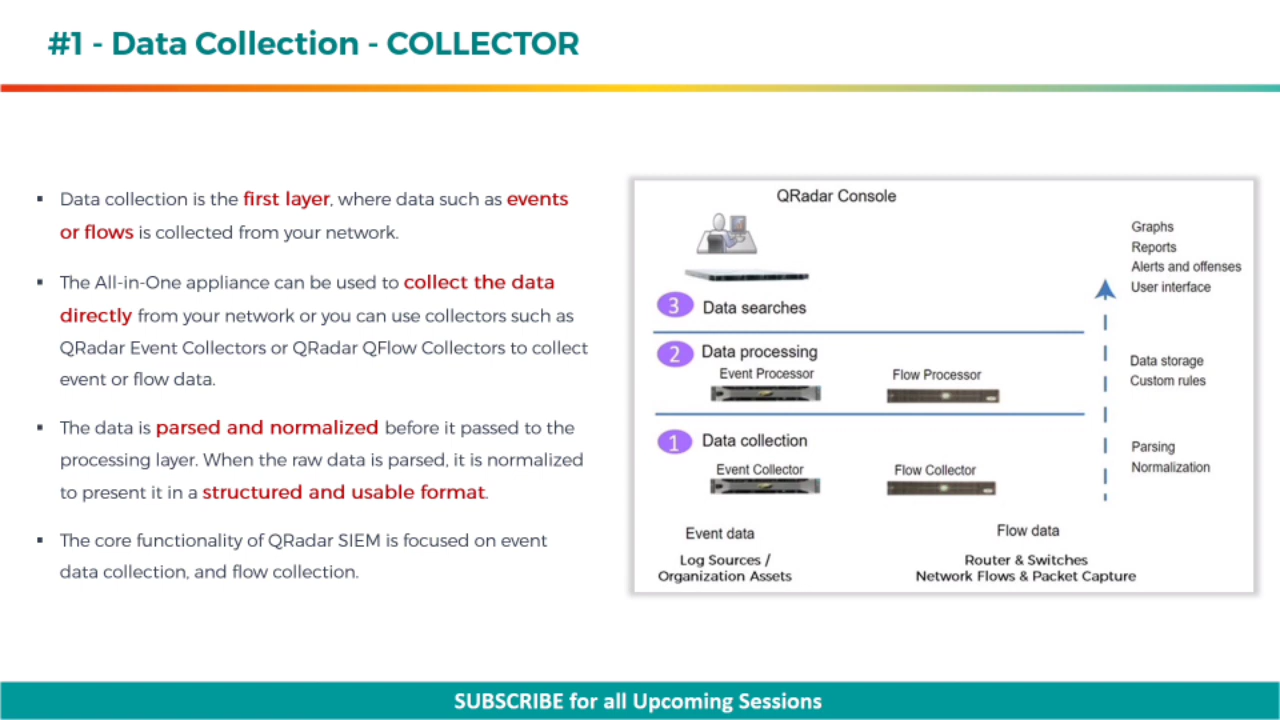 #1 - Data Collection - COLLECTOR
▪ Data collection is the first layer, where data such as events
or flows is collected from your network.
▪ The All-in-One appliance can be used to collect the data
directly from your network or you can use collectors such as
QRadar Event Collectors or QRadar QFlow Collectors to collect
event or flow data.
▪ The data is parsed and normalized before it passed to the
processing layer. When the raw data is parsed, it is normalized
to present it in a structured and usable format.
▪ The core functionality of QRadar SIEM is focused on event
data collection, and flow collection.
QRadar Console
3 Data searches
2 Data processing
Event Processor
Flow Processor
1 Data collection
Event Collector
Flow Collector
Event data
Flow data
Log Sources /
Organization Assets
Router & Switches
Network Flows & Packet Capture
Graphs
Reports
Alerts and offenses
User interface
Data storage
Custom rules
Parsing
Normalization
SUBSCRIBE for all Upcoming Sessions